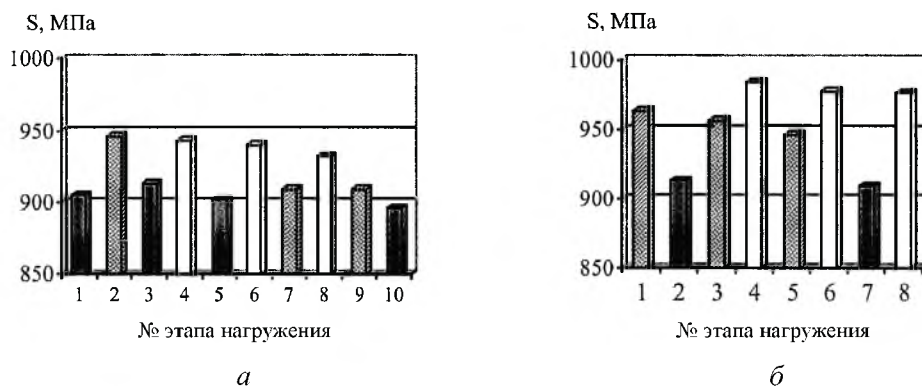 S, МПа
1000
950
900
850
1 2 3 4 5 6 7 8 9 10
№ этапа нагружения
а
S, МПа
1000
950
900
850
1 2 3 4 5 6 7 8
№ этапа нагружения
б